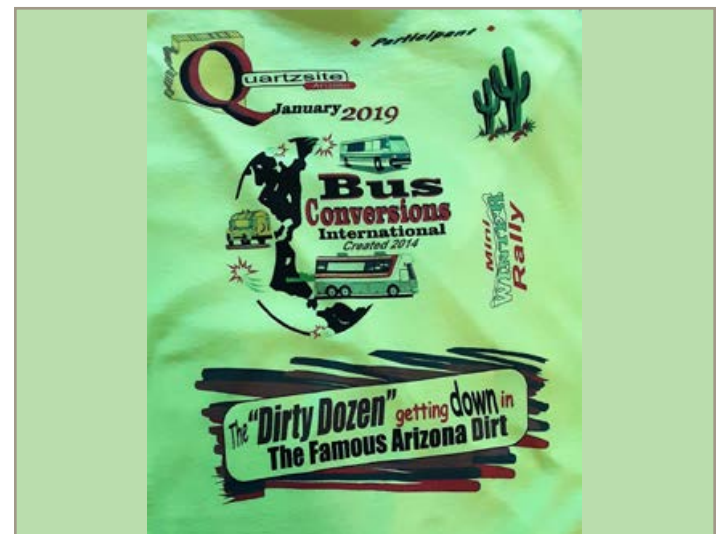 Participant
Quartzsite
Arizona
January 2019
Bus
Conversions
International
Created 2014
Mini
Rally
The "Dirty Dozen" getting down in
The Famous Arizona Dirt